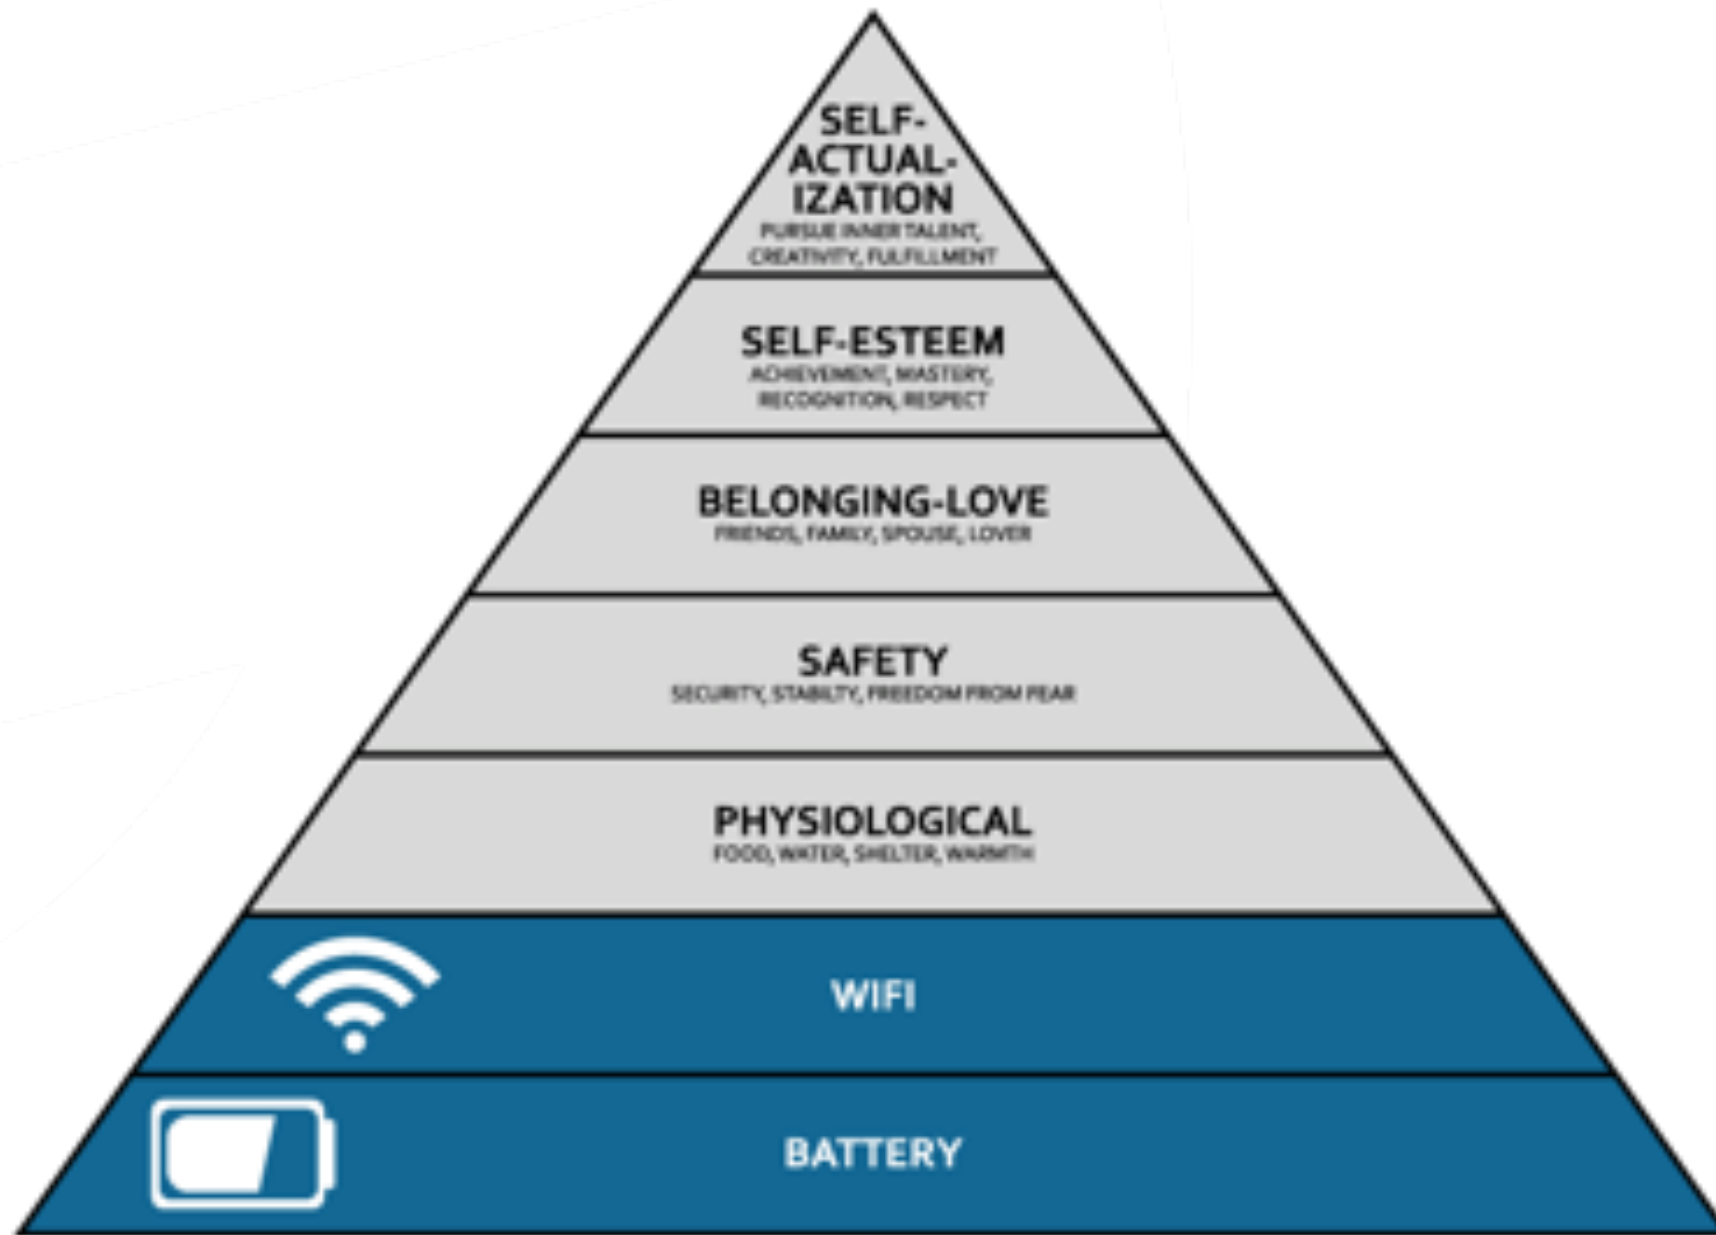 SELF-
ACTUAL-
IZATION
PURSUE INNER TALENT,
CREATIVITY, FULFILLMENT
SELF-ESTEEM
ACHIEVEMENT, MASTERY,
RECOGNITION, RESPECT
BELONGING-LOVE
FRIENDS, FAMILY, SPOUSE, LOVER
SAFETY
SECURITY, STABILTY, FREEDOM FROM FEAR
PHYSIOLOGICAL
FOOD, WATER, SHELTER, WARMTH
WIFI
BATTERY